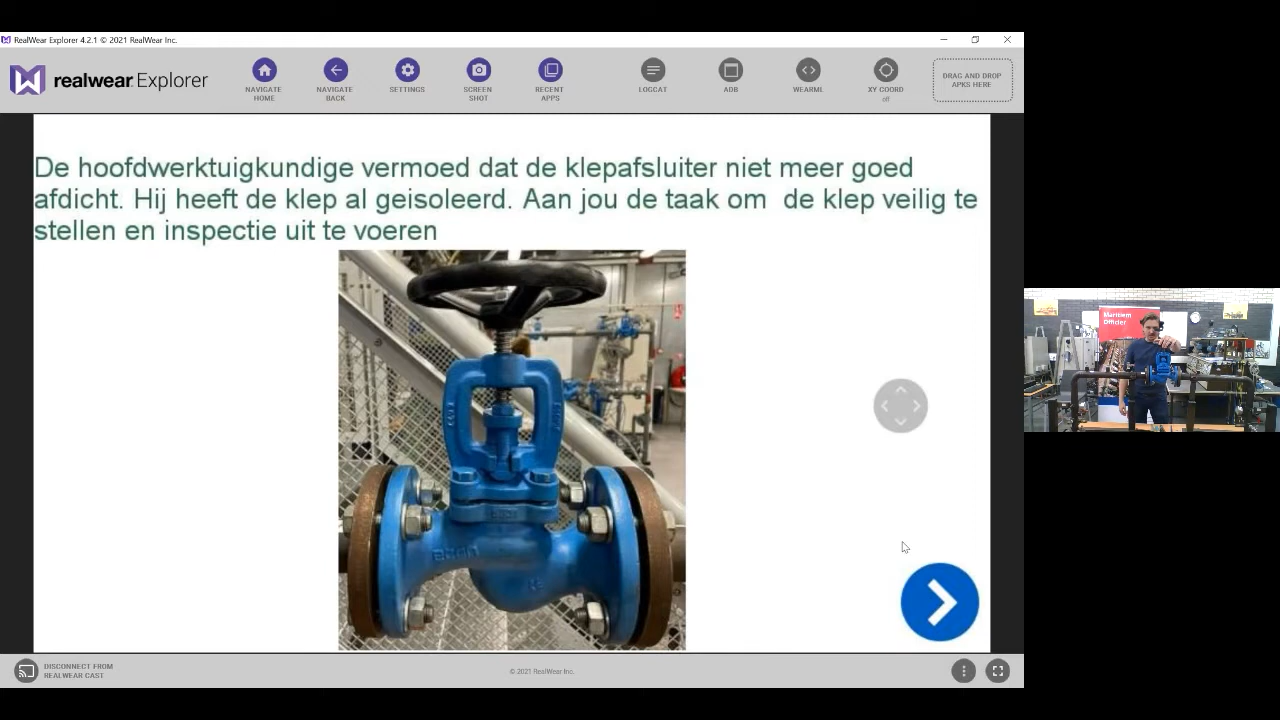 RealWear Explorer 4.2.1 © 2021 RealWear Inc.
realwear Explorer
NAVIGATE
HOME
NAVIGATE
BACK
SETTINGS
SCREEN
SHOT
RECENT
APPS
LOGCAT
ADB
WEARML
XY COORD
off
DRAG AND DROP
APKS HERE
De hoofdwerktuigkundige vermoed dat de klepafsluiter niet meer goed
afdicht. Hij heeft de klep al geisoleerd. Aan jou de taak om  de klep veilig te
stellen en inspectie uit te voeren
Maritiem
Officier
DISCONNECT FROM
REALWEAR CAST
© 2021 RealWear Inc.